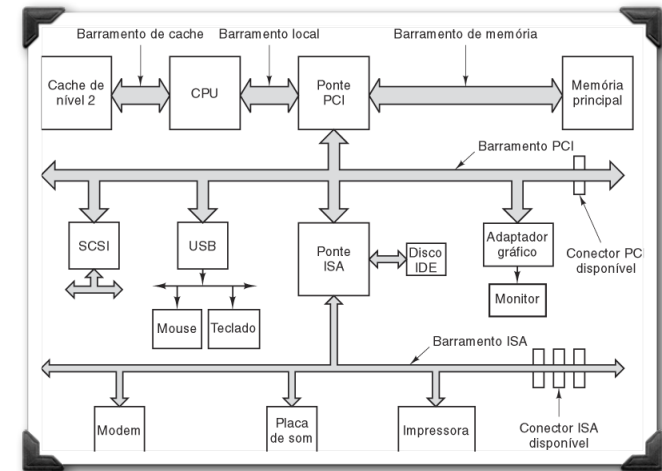 Barramento de cache
Barramento local
Barramento de memória
Cache de
nível 2
CPU
Ponte
PCI
Memória
principal
Barramento PCI
SCSI
USB
Ponte
ISA
Disco
IDE
Adaptador
gráfico
Conector PCI
disponível
Mouse
Teclado
Monitor
Barramento ISA
Modem
Placa
de som
Impressora
Conector ISA
disponível